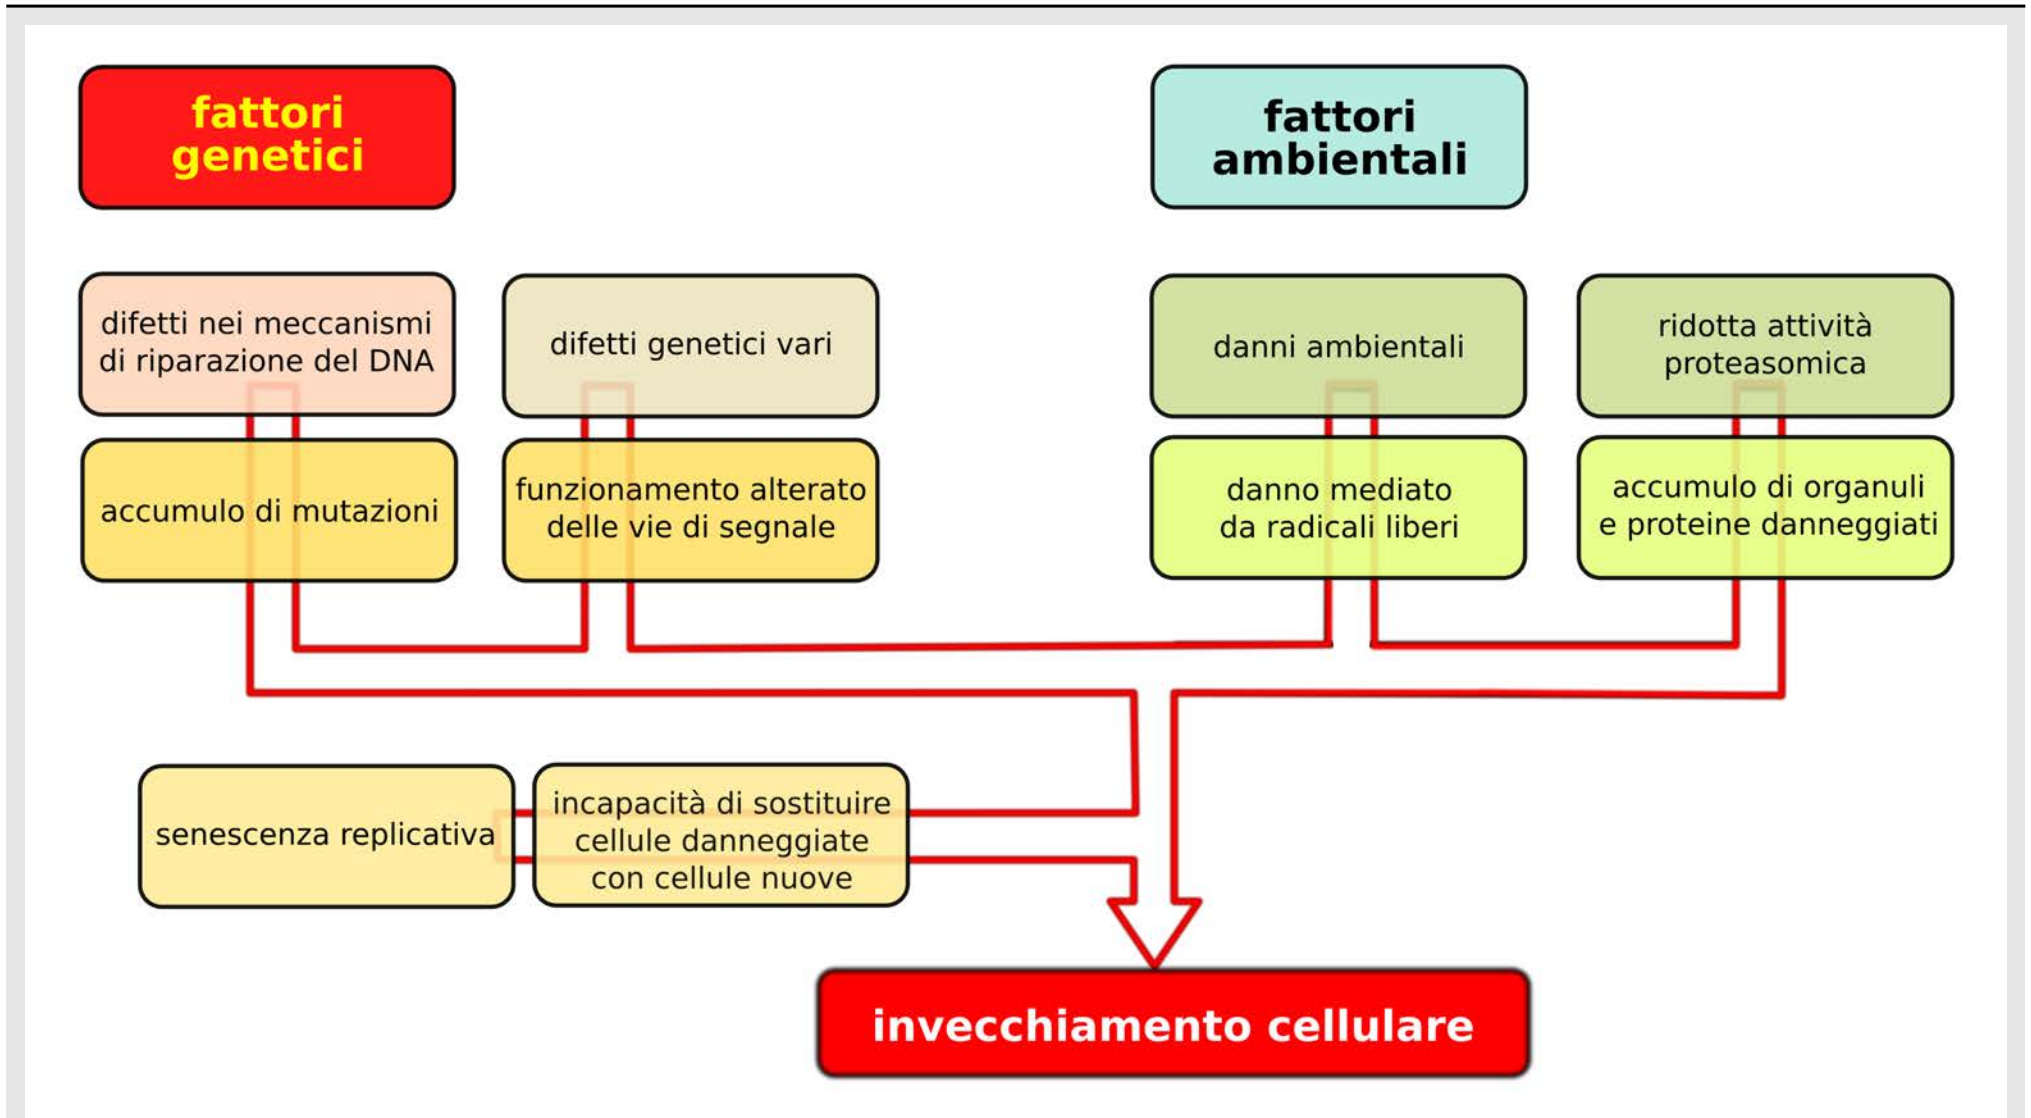 fattori
genetici
fattori
ambientali
difetti nei meccanismi
di riparazione del DNA
difetti genetici vari
danni ambientali
ridotta attività
proteasomica
accumulo di mutazioni
funzionamento alterato
delle vie di segnale
danno mediato
da radicali liberi
accumulo di organuli
e proteine danneggiati
senescenza replicativa
incapacità di sostituire
cellule danneggiate
con cellule nuove
invecchiamento cellulare